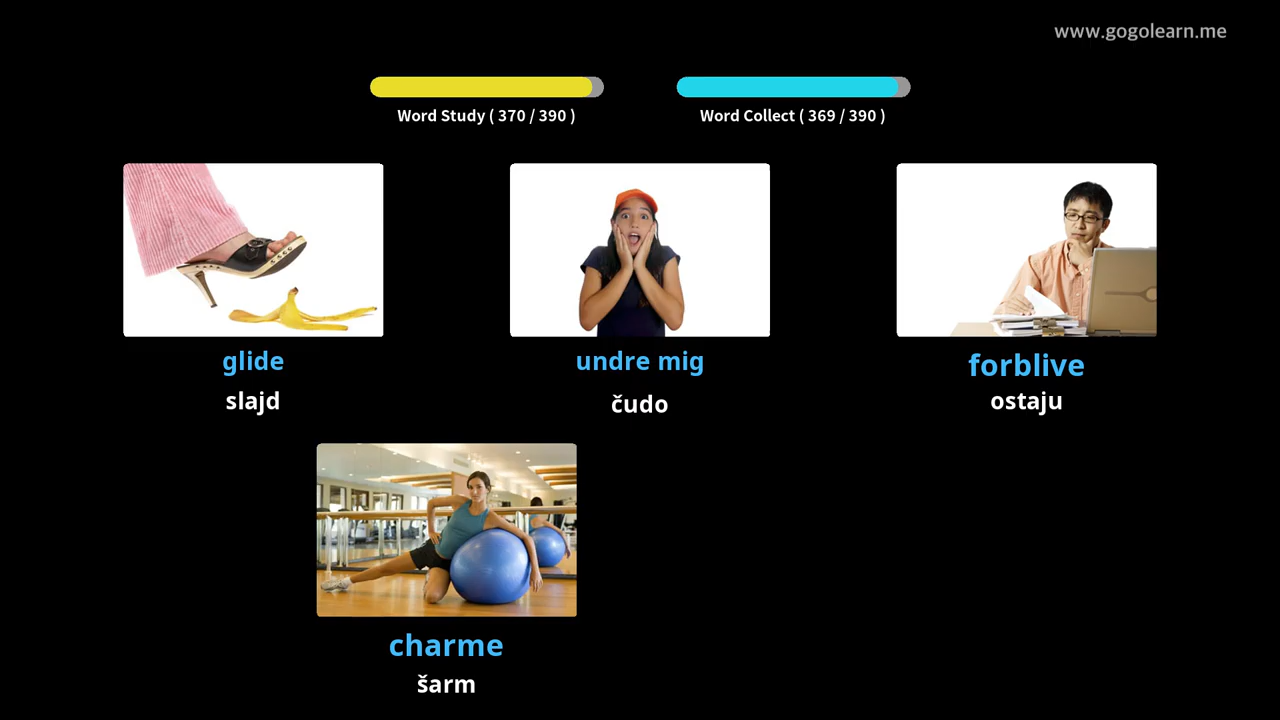 www.gogolearn.me
Word Study ( 370 / 390 )
Word Collect ( 369 / 390 )
glide
slajd
undre mig
čudo
forblive
ostaju
charme
šarm